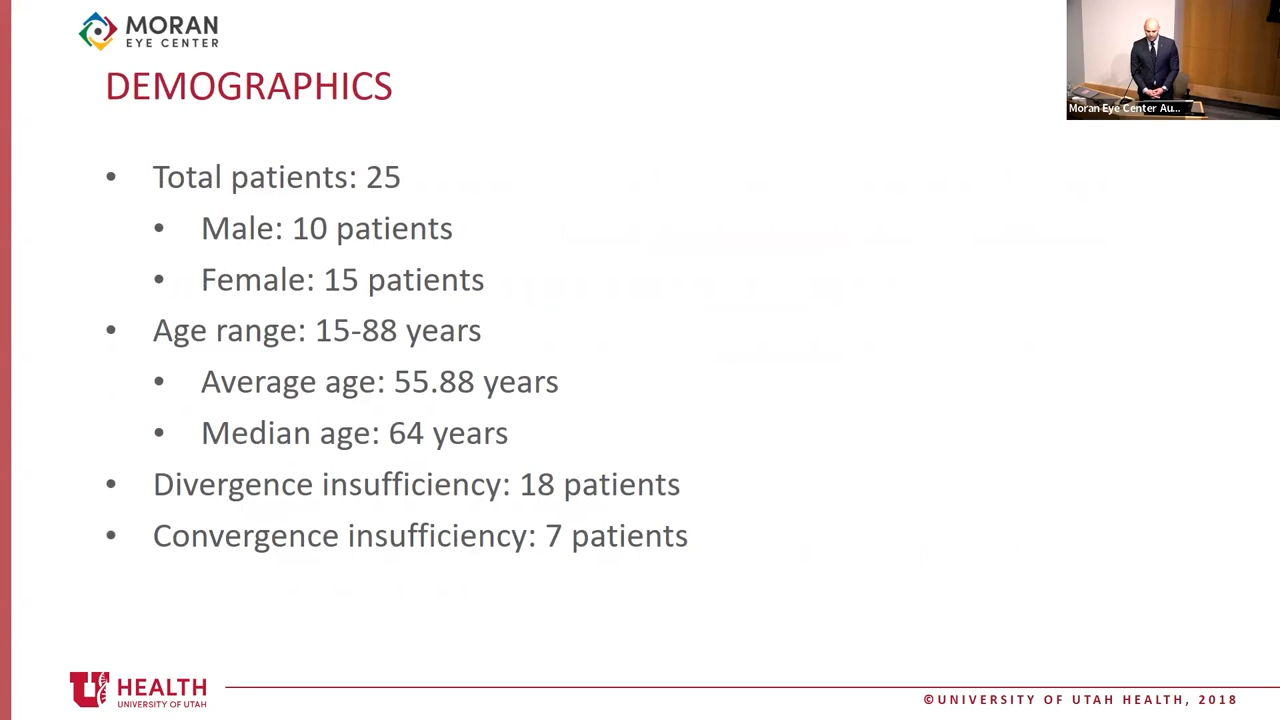 MORAN
EYE CENTER
DEMOGRAPHICS
Moran Eye Center Au...
• Total patients: 25
• Male: 10 patients
• Female: 15 patients
• Age range: 15-88 years
• Average age: 55.88 years
• Median age: 64 years
• Divergence insufficiency: 18 patients
• Convergence insufficiency: 7 patients
U HEALTH
UNIVERSITY OF UTAH
©UNIVERSITY OF UTAH HEALTH, 2018